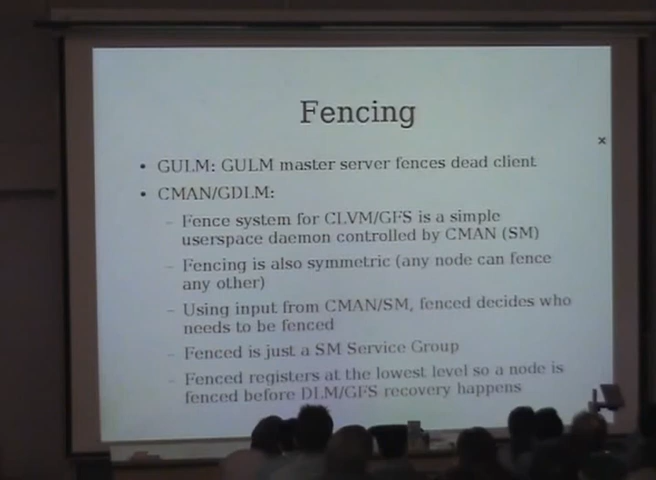 Fencing
• GULM: GULM master server fences dead client
• CMAN/GDLM:
– Fence system for CLVM/GFS is a simple
userspace daemon controlled by CMAN (SM)
– Fencing is also symmetric (any node can fence
any other)
– Using input from CMAN/SM, fenced decides who
needs to be fenced
– Fenced is just a SM Service Group
– Fenced registers at the lowest level so a node is
fenced before DLM/GFS recovery happens